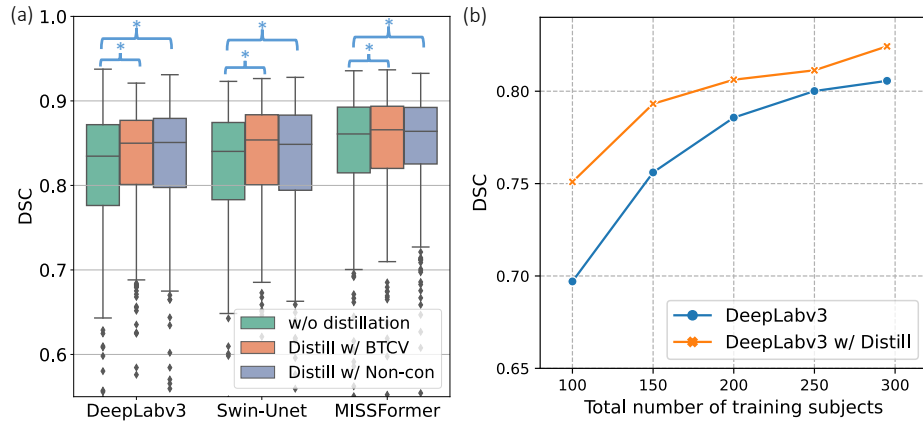 (a)
DSC
1.0
0.9
0.8
0.7
0.6
* * * * * *
w/o distillation
Distill w/ BTCV
Distill w/ Non-con
DeepLabv3 Swin-Unet MISSFormer
(b)
DSC
0.80
0.75
0.70
0.65
DeepLabv3
DeepLabv3 w/ Distill
100 150 200 250 300
Total number of training subjects